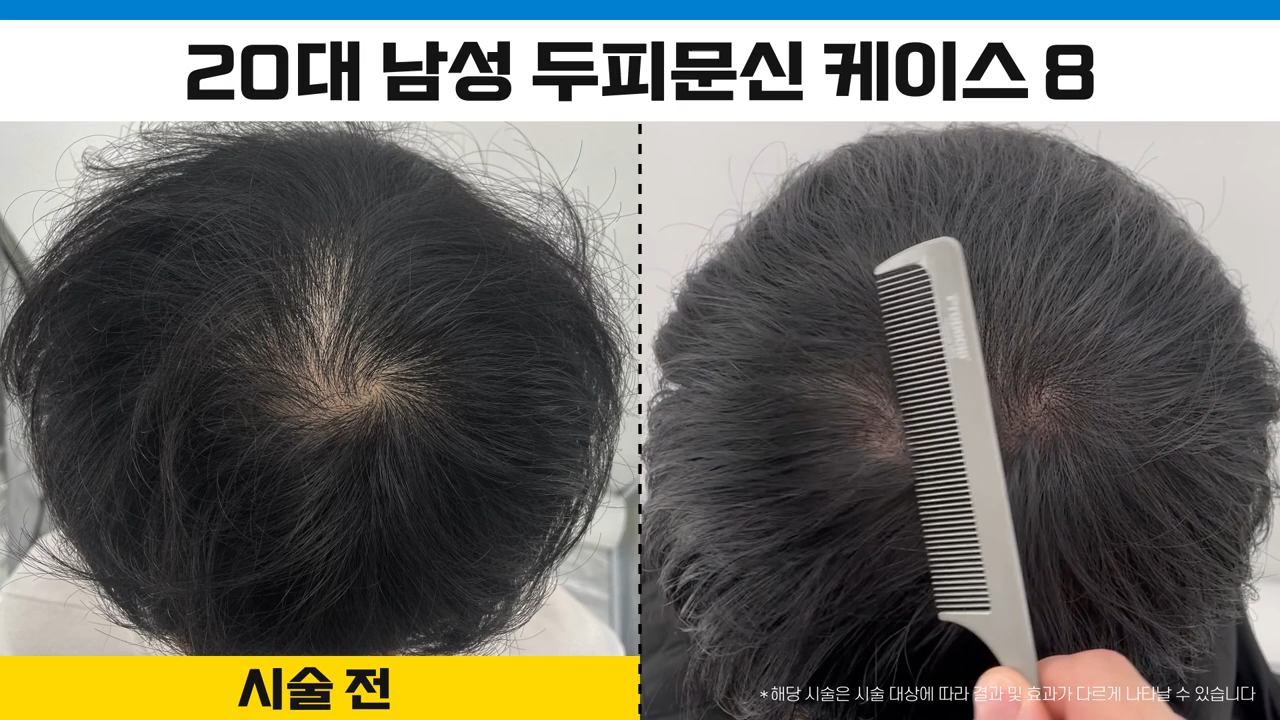 20대 남성 두피문신 케이스 8
시술 전
* 해당 시술은 시술 대상에 따라 결과 및 효과가 다르게 나타날 수 있습니다